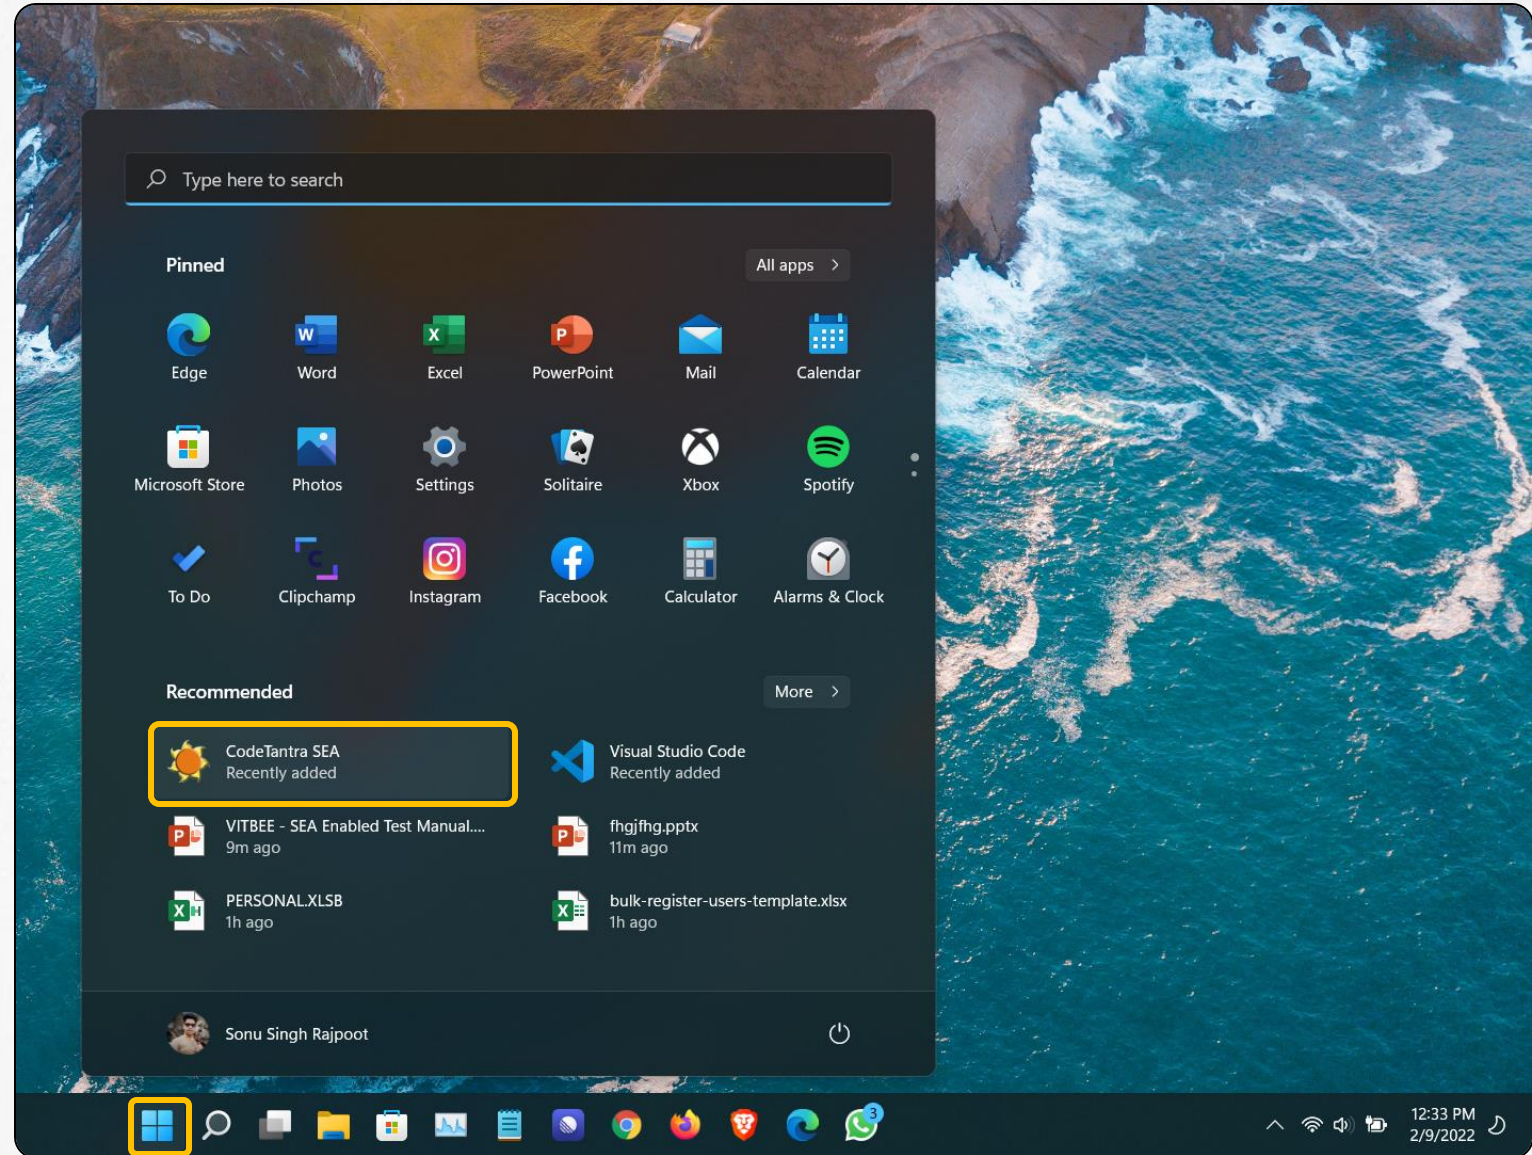 Type here to search
Pinned
All apps
Edge
Word
Excel
PowerPoint
Mail
Calendar
Microsoft Store
Photos
Settings
Solitaire
Xbox
Spotify
To Do
Clipchamp
Instagram
Facebook
Calculator
Alarms & Clock
Recommended
More
CodeTantra SEA
Recently added
Visual Studio Code
Recently added
VITBEE - SEA Enabled Test Manual....
9m ago
fhgjfhg.pptx
11m ago
PERSONAL.XLSB
1h ago
bulk-register-users-template.xlsx
1h ago
Sonu Singh Rajpoot
3
12:33 PM
2/9/2022